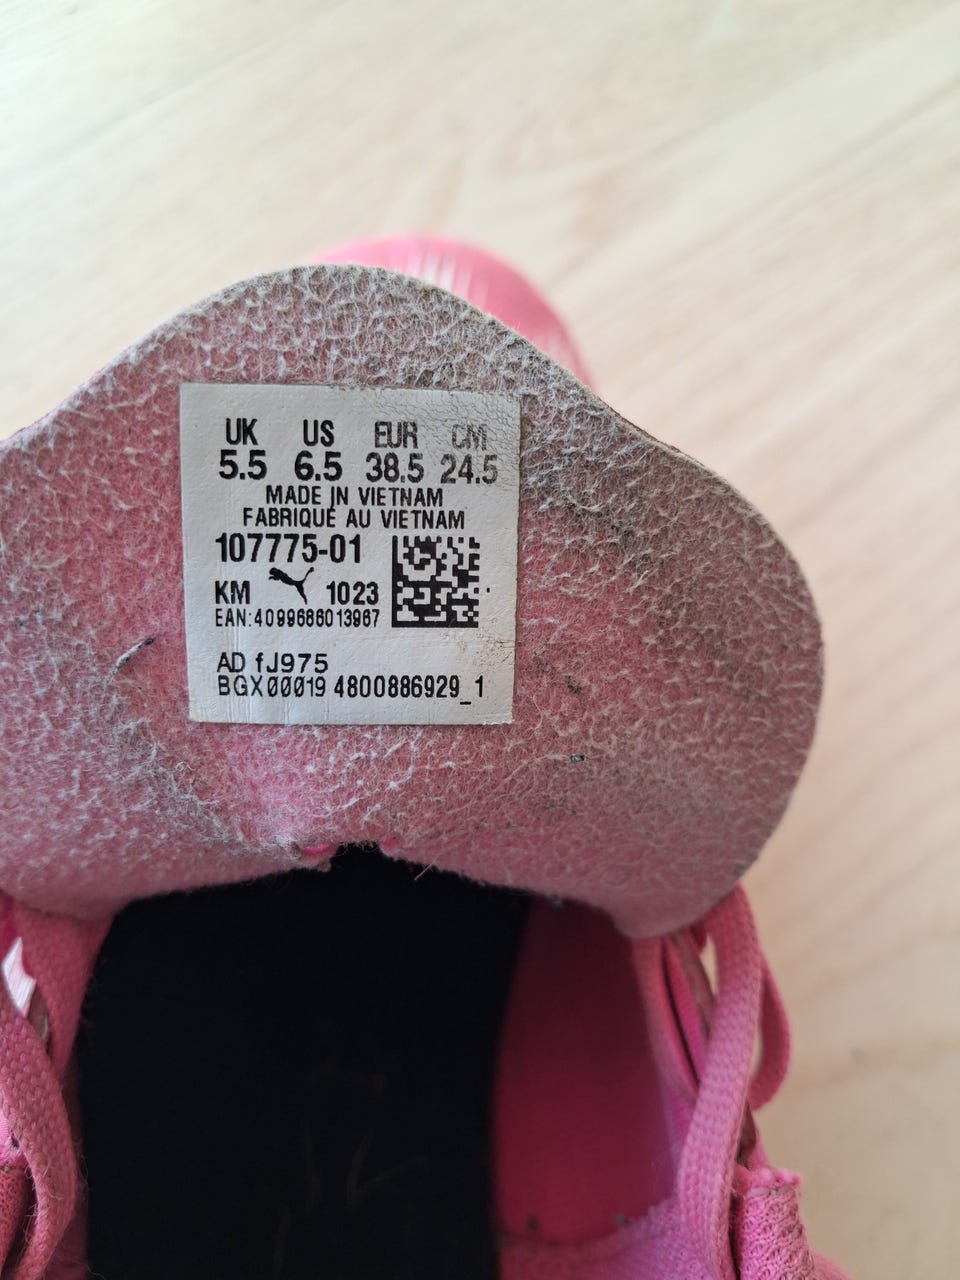 UK US EUR CM
5.5 6.5 38.5 24.5
MADE IN VIETNAM
FABRIQUÉ AU VIETNAM
107775-01
KM 1023
EAN:4099686013967
AD fJ975
BGX00019 4800886929_1